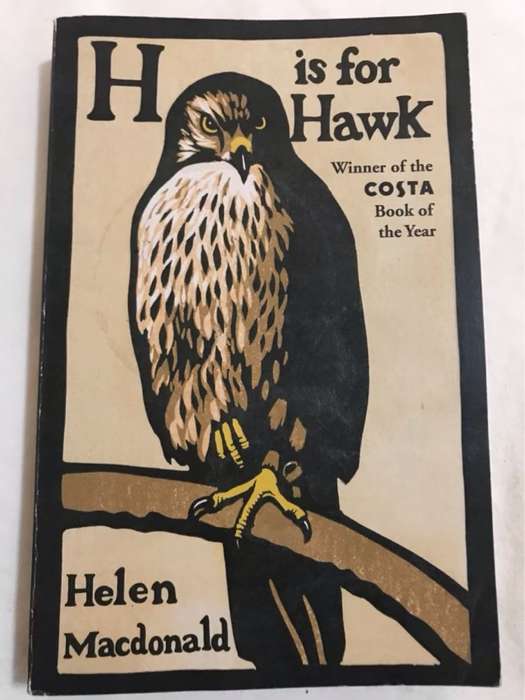 H is for
Hawk
Winner of the
COSTA
Book of
the Year
Helen
Macdonald